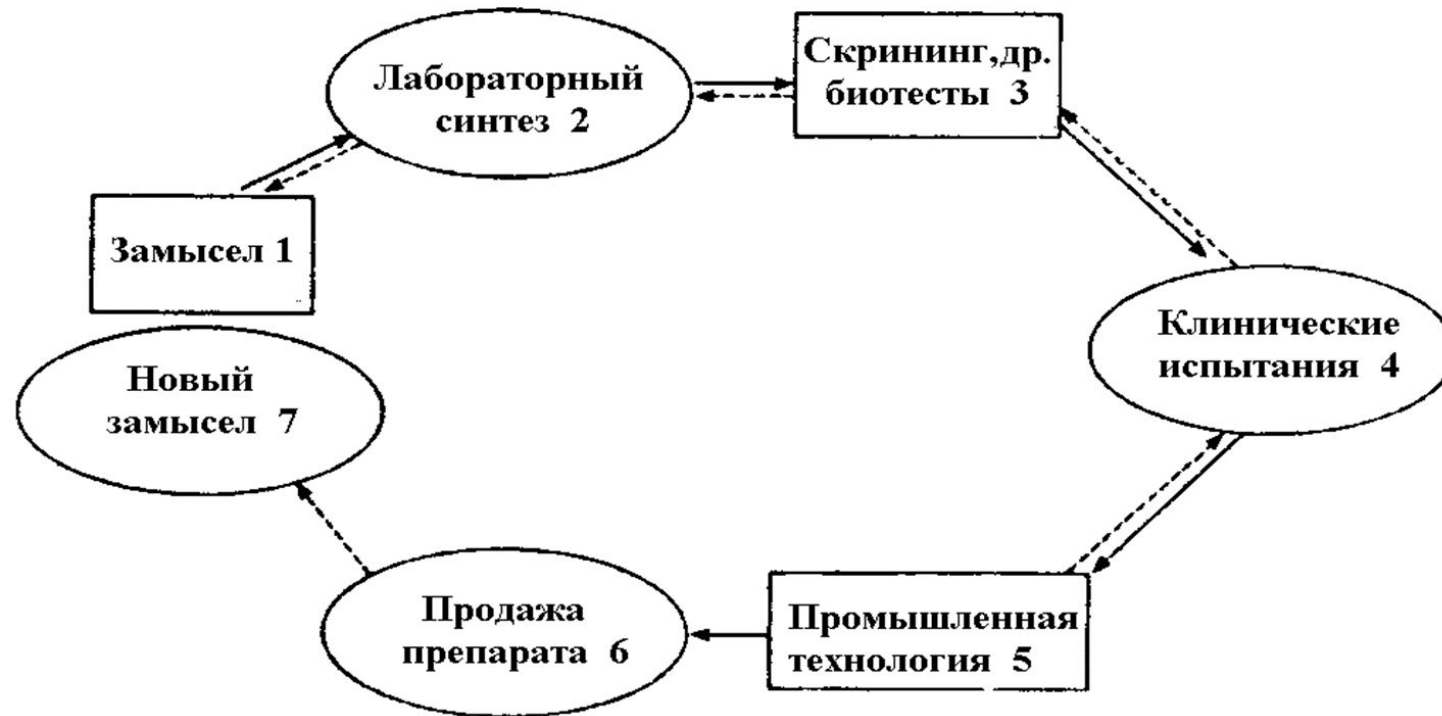 Лабораторный
синтез 2
Скрининг,др.
биотесты 3
Замысел 1
Клинические
испытания 4
Новый
замысел 7
Продажа
препарата 6
Промышленная
технология 5